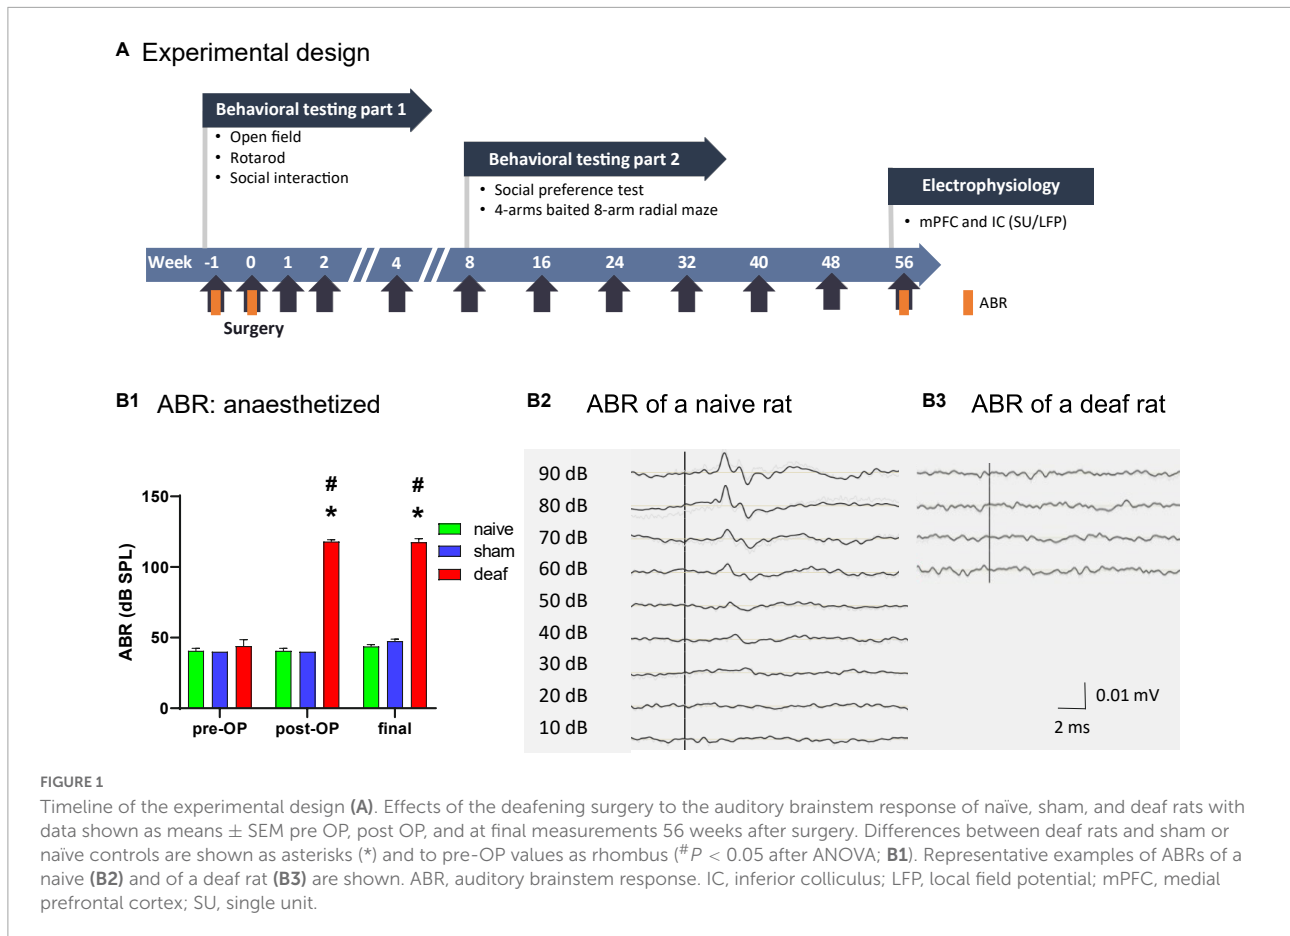 A Experimental design
Behavioral testing part 1
• Open field
• Rotarod
• Social interaction
Behavioral testing part 2
• Social preference test
• 4-arms baited 8-arm radial maze
Electrophysiology
• mPFC and IC (SU/LFP)
Week -1 0 1 2 4 8 16 24 32 40 48 56
Surgery
ABR
B1 ABR: anaesthetized
ABR (dB SPL)
150
100
50
0
# #
* *
pre-OP post-OP final
naive
sham
deaf
B2 ABR of a naive rat
90 dB
80 dB
70 dB
60 dB
50 dB
40 dB
30 dB
20 dB
10 dB
B3 ABR of a deaf rat
0.01 mV
2 ms
FIGURE 1
Timeline of the experimental design (A). Effects of the deafening surgery to the auditory brainstem response of naïve, sham, and deaf rats with
data shown as means ± SEM pre OP, post OP, and at final measurements 56 weeks after surgery. Differences between deaf rats and sham or
naïve controls are shown as asterisks (*) and to pre-OP values as rhombus (#P < 0.05 after ANOVA; B1). Representative examples of ABRs of a
naive (B2) and of a deaf rat (B3) are shown. ABR, auditory brainstem response. IC, inferior colliculus; LFP, local field potential; mPFC, medial
prefrontal cortex; SU, single unit.